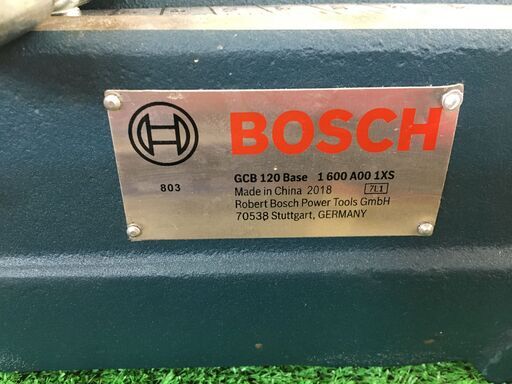 BOSCH
GCB 120 Base 1 600 A00 1XS
803 Made in China 2018 7L1
Robert Bosch Power Tools GmbH
70538 Stuttgart, GERMANY